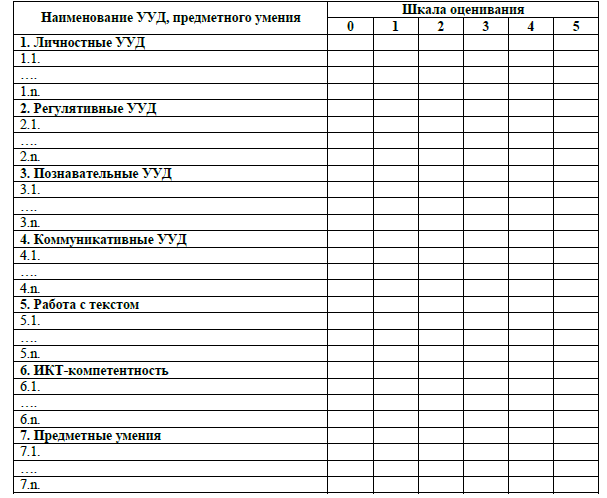 Наименование УУД, предметного умения
Шкала оценивания
0 1 2 3 4 5
1. Личностные УУД
1.1.
….
1.n.
2. Регулятивные УУД
2.1.
….
2.n.
3. Познавательные УУД
3.1.
….
3.n.
4. Коммуникативные УУД
4.1.
….
4.n.
5. Работа с текстом
5.1.
….
5.n.
6. ИКТ-компетентность
6.1.
….
6.n.
7. Предметные умения
7.1.
….
7.n.